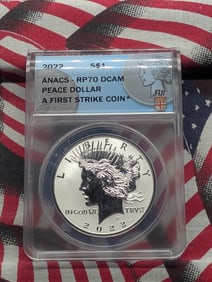 2022 S$1
ANACS - RP70 DCAM
PEACE DOLLAR
A FIRST STRIKE COIN
LIBERTY
IN GOD WE TRVST
2022